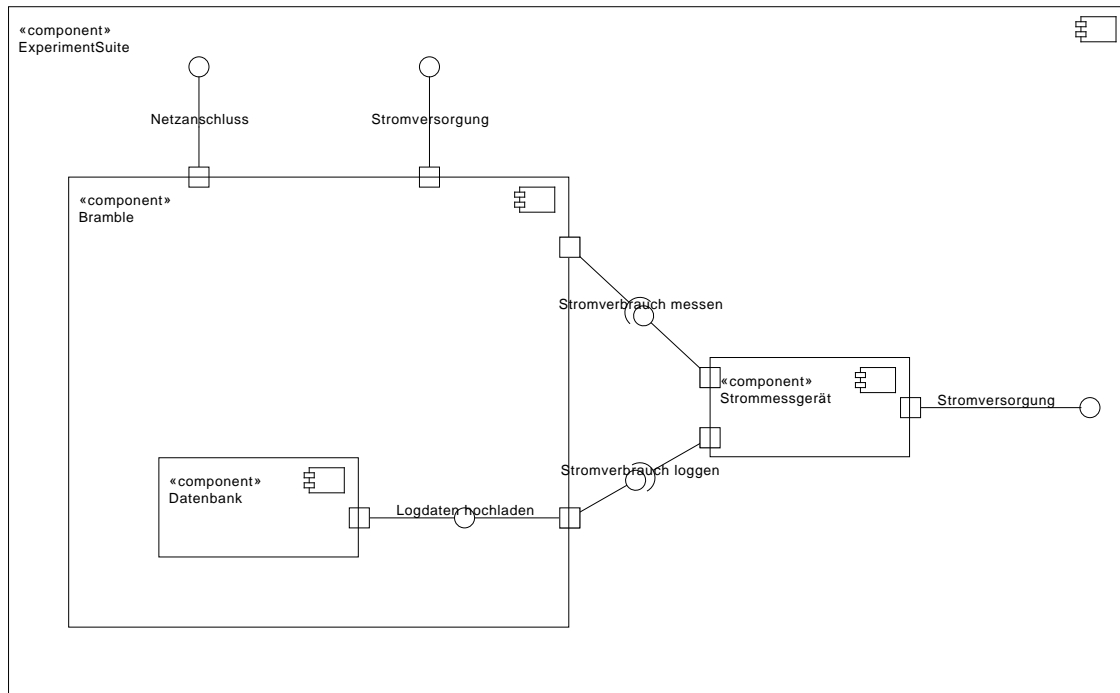 «component»
ExperimentSuite
Netzanschluss
Stromversorgung
«component»
Bramble
Stromverbrauch messen
«component»
Strommessgerät
Stromversorgung
Stromverbrauch loggen
«component»
Datenbank
Logdaten hochladen